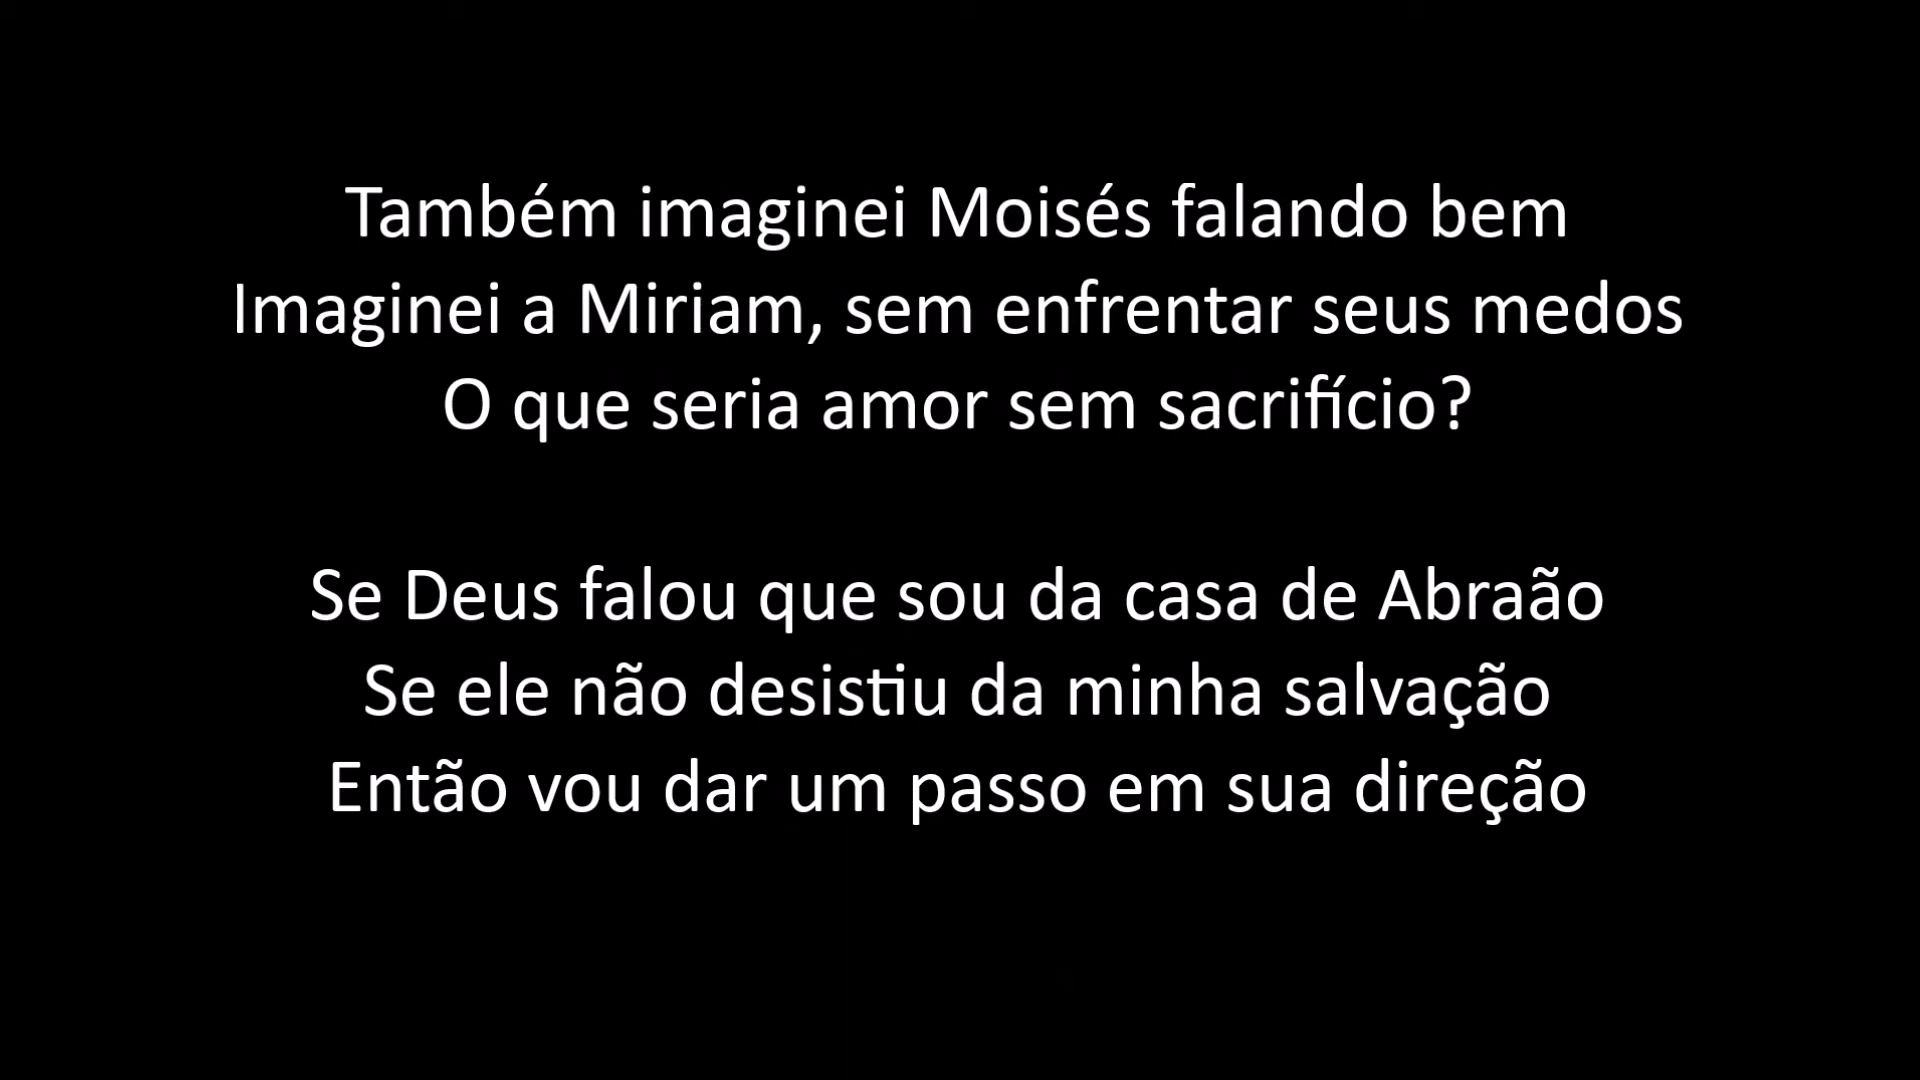 Também imaginei Moisés falando bem
Imaginei a Miriam, sem enfrentar seus medos
O que seria amor sem sacrifício?
Se Deus falou que sou da casa de Abraão
Se ele não desistiu da minha salvação
Então vou dar um passo em sua direção